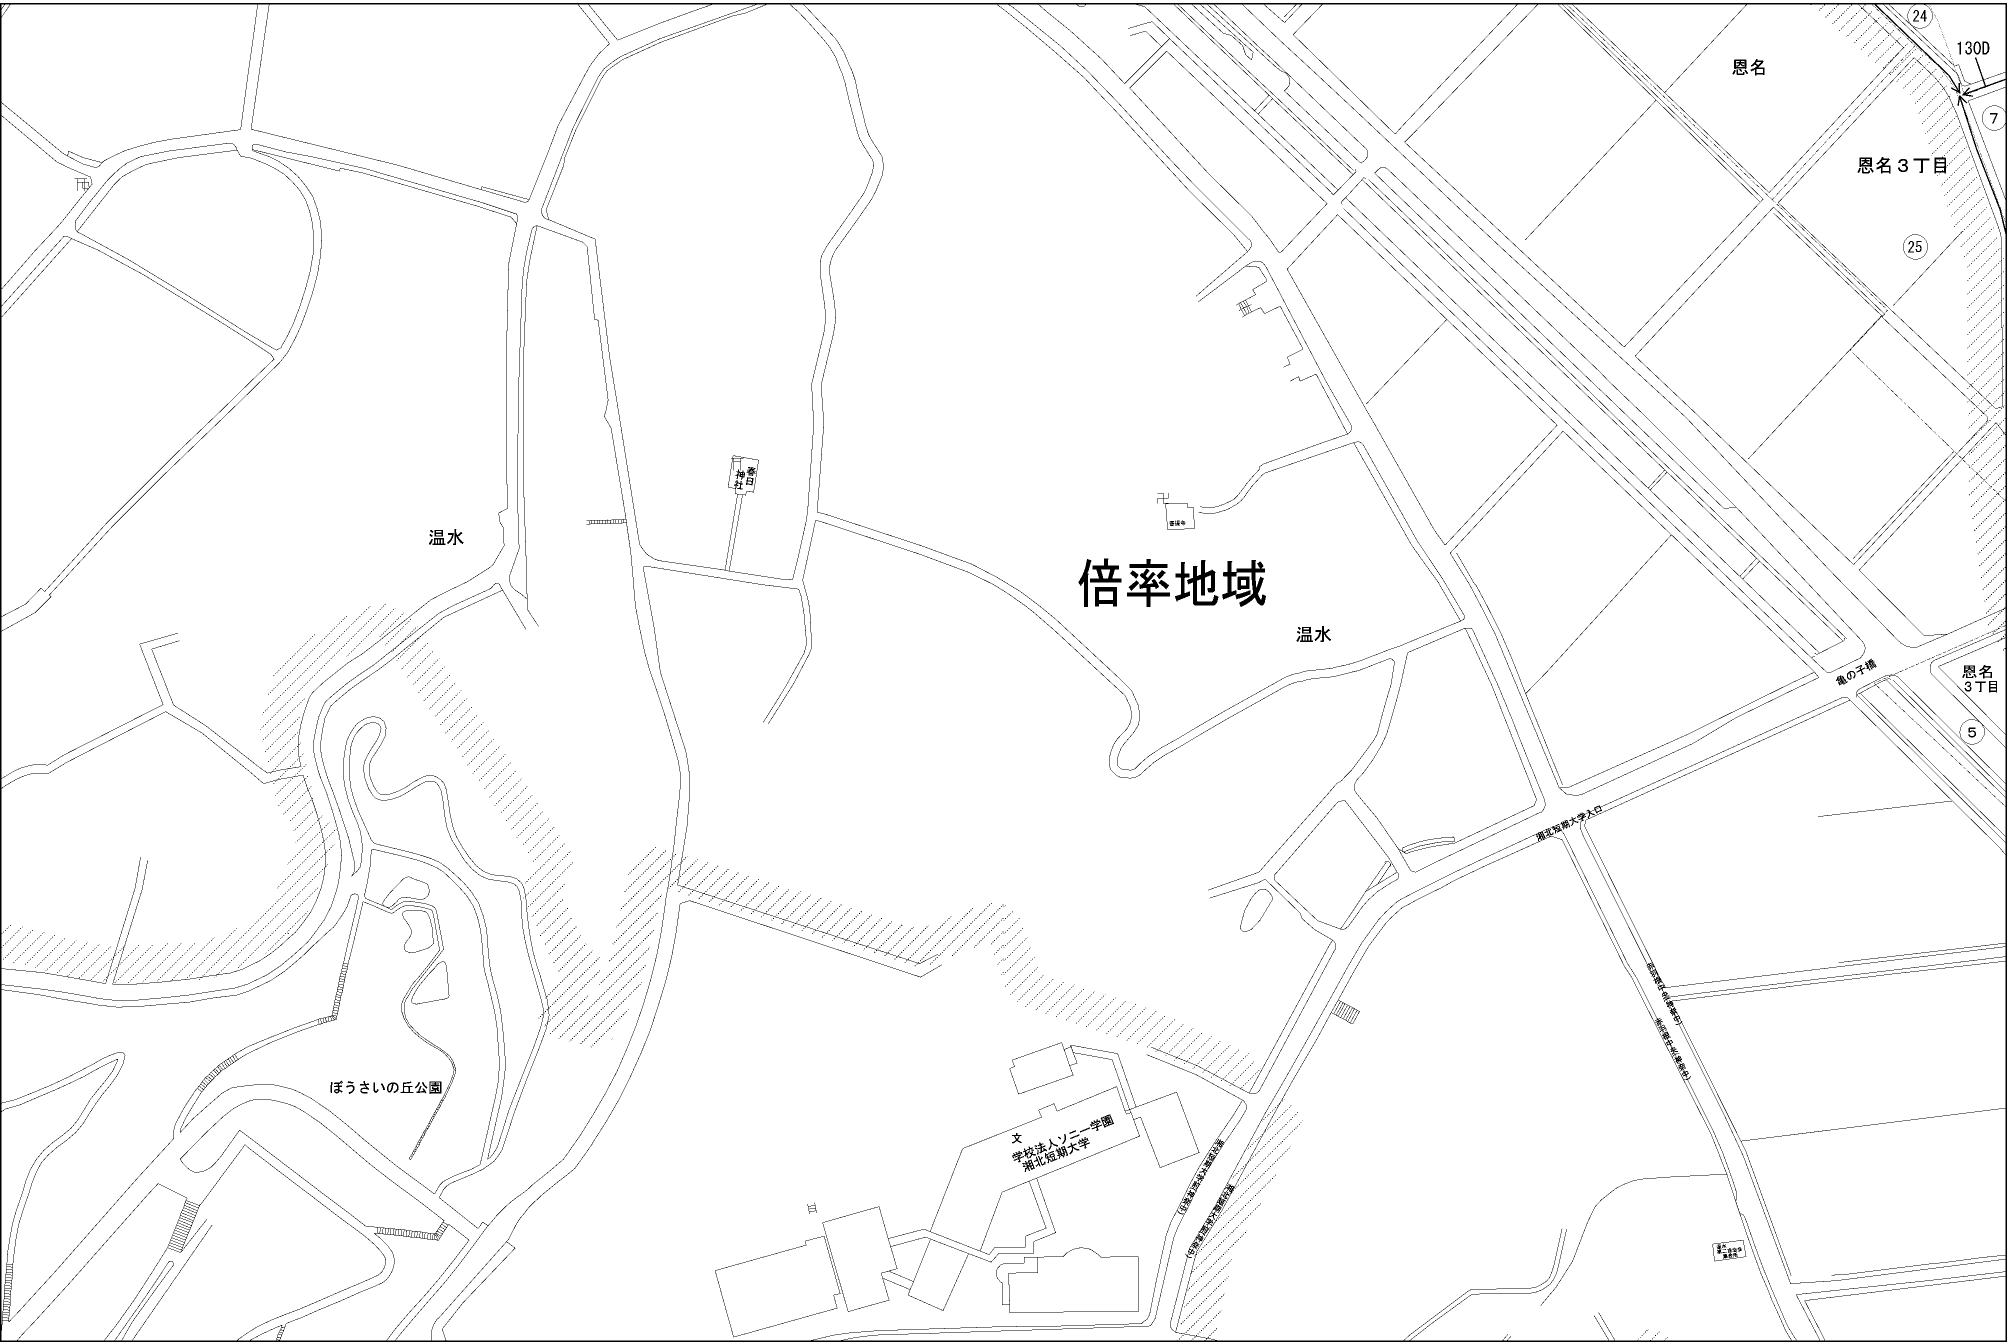 24
130D
恩名
7
恩名３丁目
25
春日
神社
温水
倍率地域
温水
亀の子橋
恩名
３丁目
5
湘北短期大学入口
ぼうさいの丘公園
文
学校法人ソニー学園
湘北短期大学